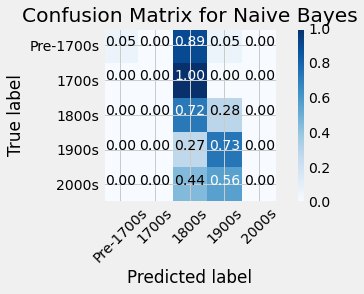 Confusion Matrix for Naive Bayes
True label
Pre-1700s 0.05 0.00 0.89 0.05 0.00
1700s 0.00 0.00 1.00 0.00 0.00
1800s 0.00 0.00 0.72 0.28 0.00
1900s 0.00 0.00 0.27 0.73 0.00
2000s 0.00 0.00 0.44 0.56 0.00
Pre-1700s 1700s 1800s 1900s 2000s
Predicted label
1.0
0.8
0.6
0.4
0.2
0.0